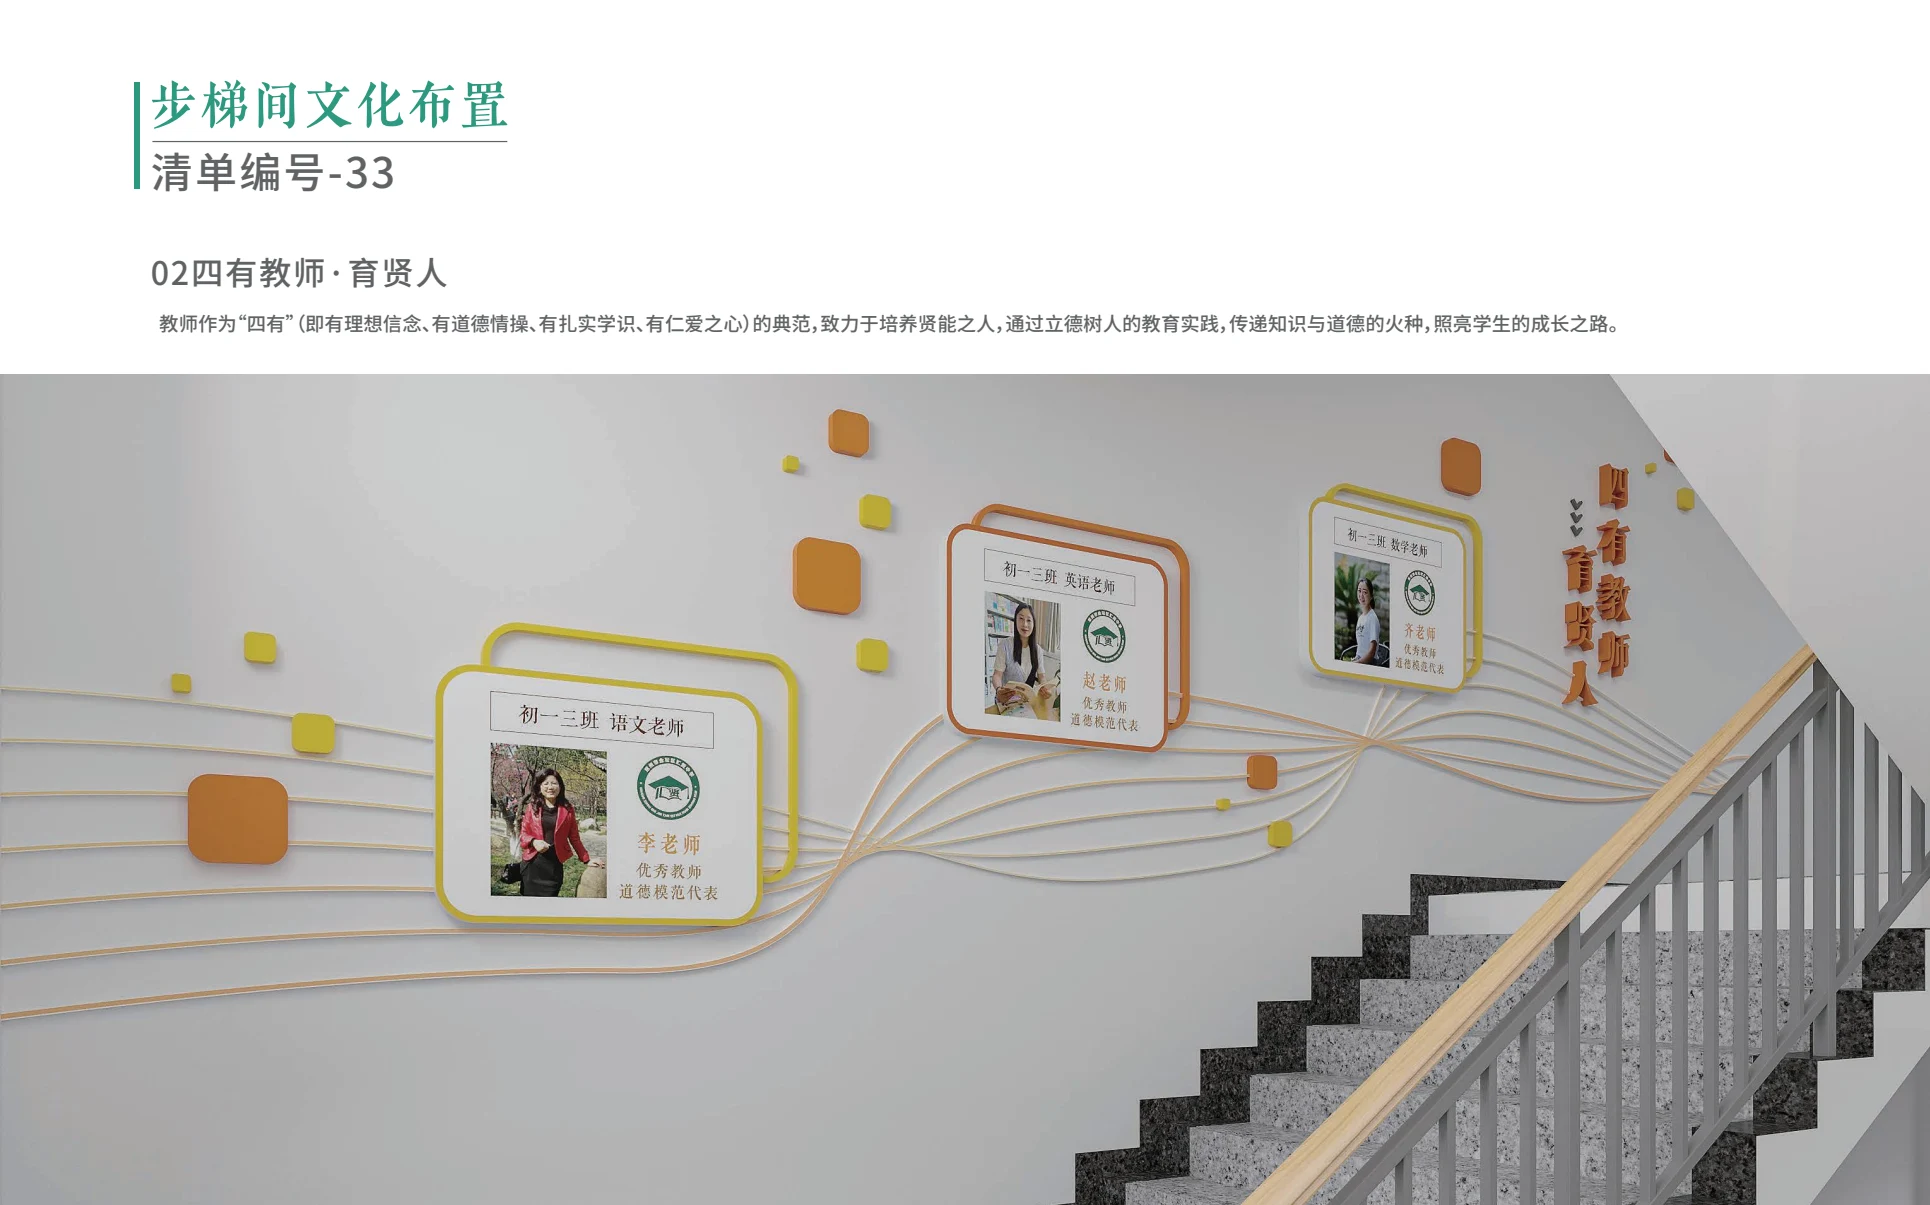 步梯间文化布置
清单编号-33
02四有教师·育贤人
教师作为“四有”（即有理想信念、有道德情操、有扎实学识、有仁爱之心）的典范，致力于培养贤能之人，通过立德树人的教育实践，传递知识与道德的火种，照亮学生的成长之路。
初一三班 语文老师
汇贤
李老师
优秀教师
道德模范代表
初一三班 英语老师
汇贤
赵老师
优秀教师
道德模范代表
初一三班 数学老师
汇贤
齐老师
优秀教师
道德模范代表
四有教师
育贤人